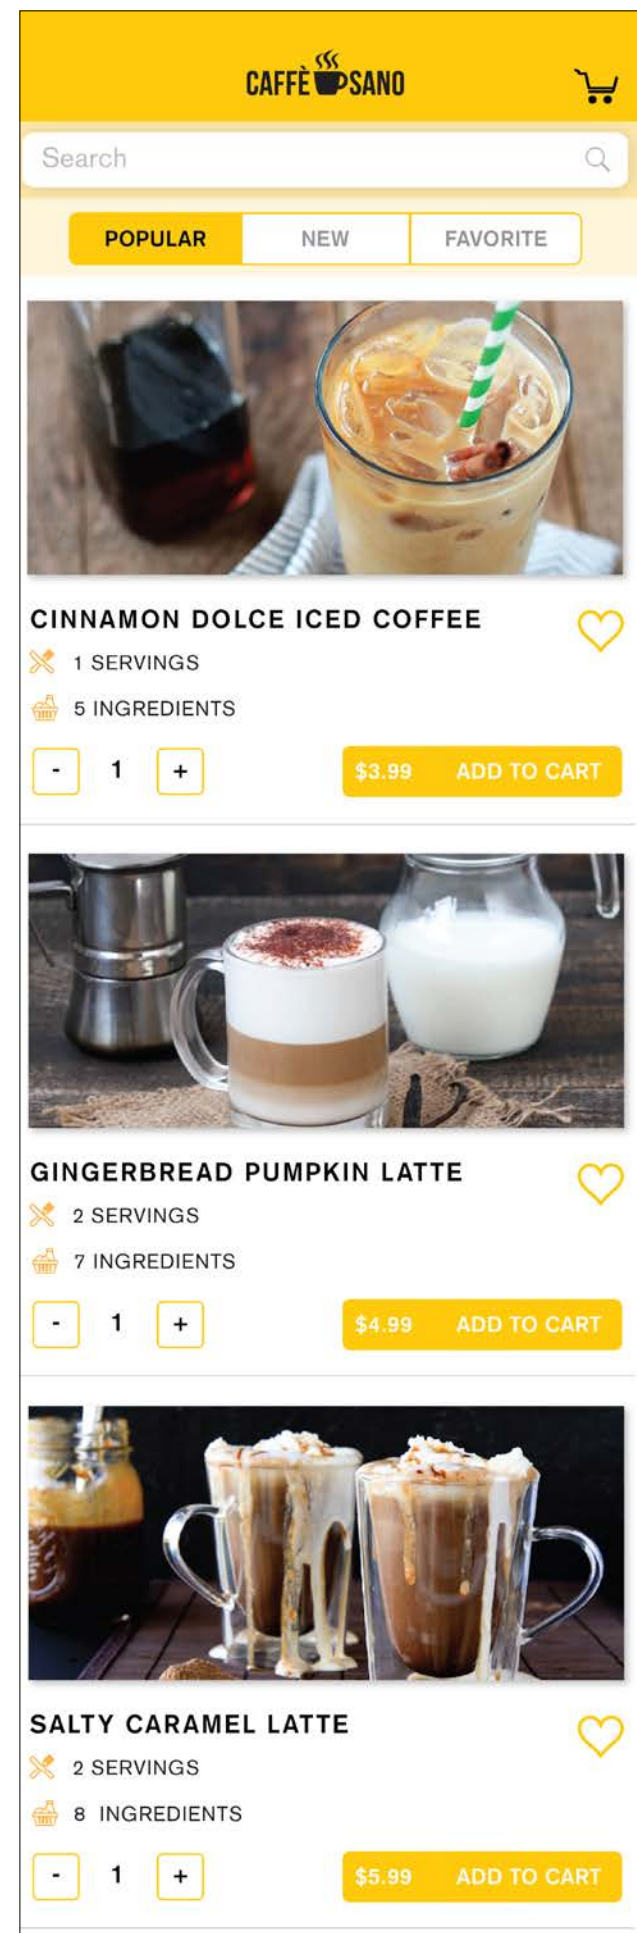 CAFFÈ SANO
Search
POPULAR NEW FAVORITE
CINNAMON DOLCE ICED COFFEE
1 SERVINGS
5 INGREDIENTS
- 1 + $3.99 ADD TO CART
GINGERBREAD PUMPKIN LATTE
2 SERVINGS
7 INGREDIENTS
- 1 + $4.99 ADD TO CART
SALTY CARAMEL LATTE
2 SERVINGS
8 INGREDIENTS
- 1 + $5.99 ADD TO CART